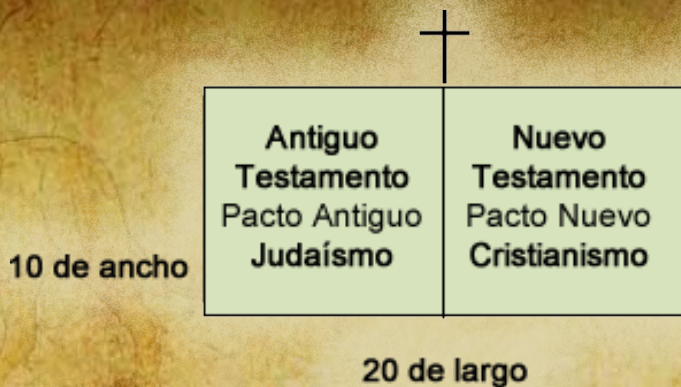 Antiguo
Testamento
Pacto Antiguo
Judaísmo
Nuevo
Testamento
Pacto Nuevo
Cristianismo
10 de ancho
20 de largo